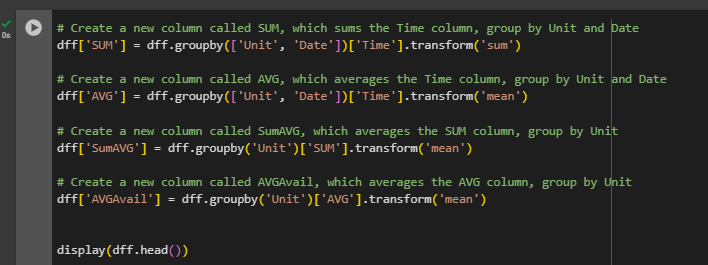 # Create a new column called SUM, which sums the Time column, group by Unit and Date
dff['SUM'] = dff.groupby(['Unit', 'Date'])['Time'].transform('sum')
# Create a new column called AVG, which averages the Time column, group by Unit and Date
dff['AVG'] = dff.groupby(['Unit', 'Date'])['Time'].transform('mean')
# Create a new column called SumAVG, which averages the SUM column, group by Unit
dff['SumAVG'] = dff.groupby('Unit')['SUM'].transform('mean')
# Create a new column called AVGAvail, which averages the AVG column, group by Unit
dff['AVGAvail'] = dff.groupby('Unit')['AVG'].transform('mean')
display(dff.head())
0s